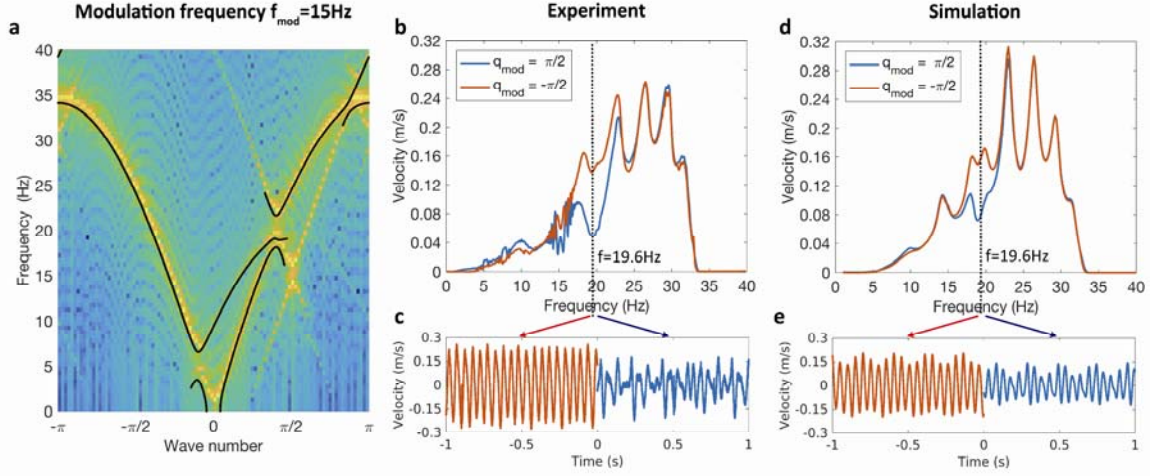 Modulation frequency f_mod=15Hz
a
40
35
30
25
20
15
10
5
0
Frequency (Hz)
-π
-π/2
0
π/2
π
Wave number
Experiment
b
0.32
0.28
0.24
0.2
0.16
0.12
0.08
0.04
0
Velocity (m/s)
q_mod = π/2
q_mod = -π/2
f=19.6Hz
0 5 10 15 20 25 30 35 40
Frequency (Hz)
c
0.3
0.15
0
-0.15
-0.3
Velocity (m/s)
-1 -0.5 0 0.5 1
Time (s)
Simulation
d
0.32
0.28
0.24
0.2
0.16
0.12
0.08
0.04
0
Velocity (m/s)
q_mod = π/2
q_mod = -π/2
f=19.6Hz
0 5 10 15 20 25 30 35 40
Frequency (Hz)
e
0.3
0.15
0
-0.15
-0.3
Velocity (m/s)
-1 -0.5 0 0.5 1
Time (s)